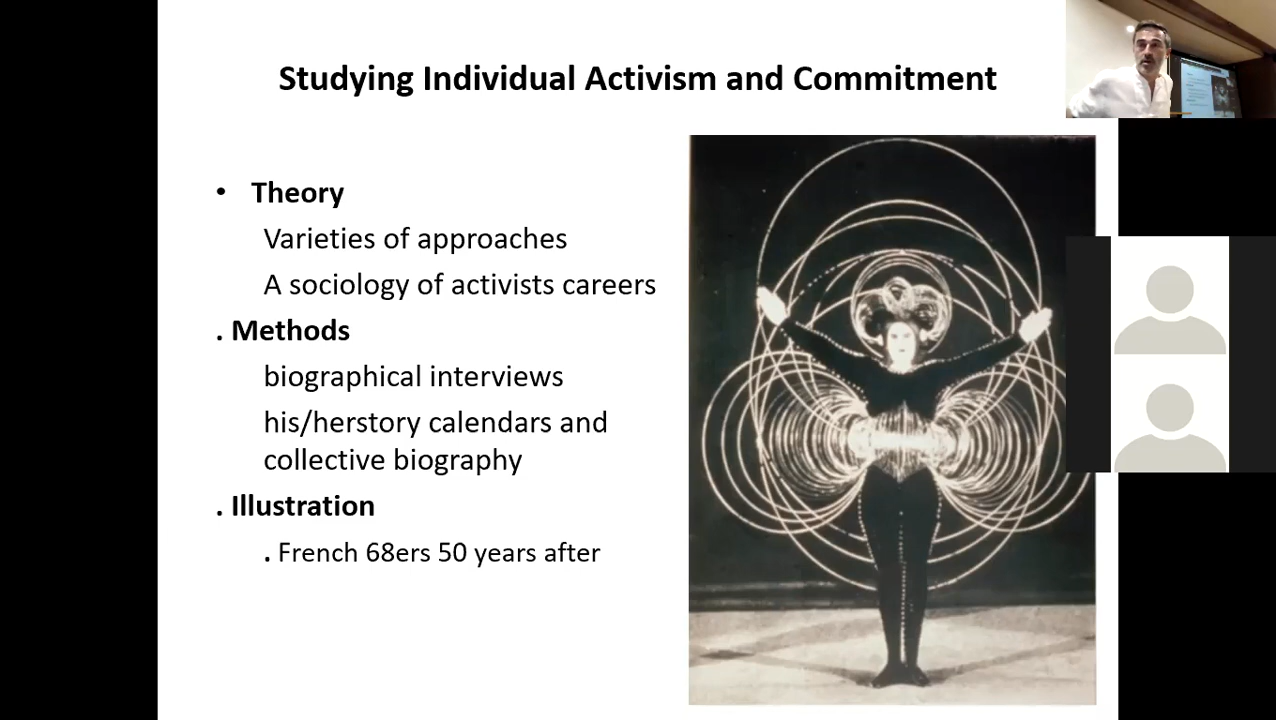 Studying Individual Activism and Commitment
• Theory
Varieties of approaches
A sociology of activists careers
. Methods
biographical interviews
his/herstory calendars and
collective biography
. Illustration
. French 68ers 50 years after